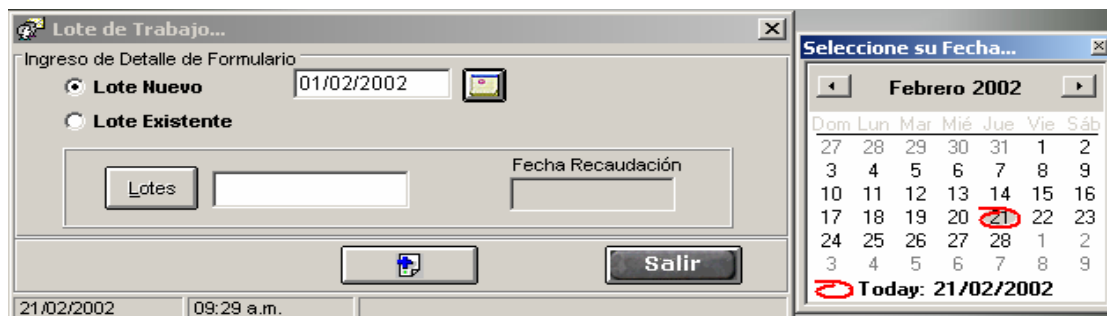 Lote de Trabajo...
Ingreso de Detalle de Formulario
Lote Nuevo 01/02/2002
Lote Existente
Lotes
Fecha Recaudación
Salir
21/02/2002 09:29 a.m.
Seleccione su Fecha...
Febrero 2002
Dom Lun Mar Mié Jue Vie Sáb
27 28 29 30 31 1 2
3 4 5 6 7 8 9
10 11 12 13 14 15 16
17 18 19 20 21 22 23
24 25 26 27 28 1 2
3 4 5 6 7 8 9
Today: 21/02/2002